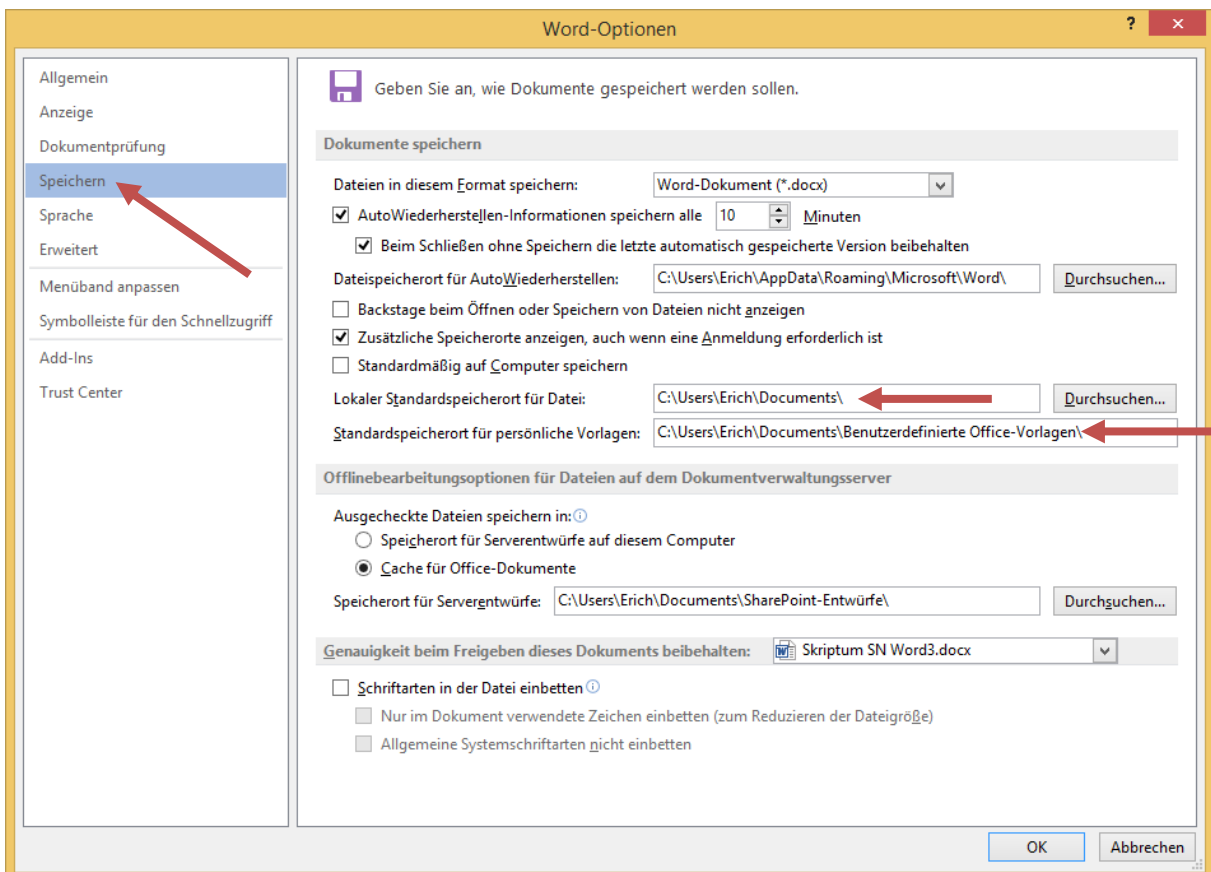 Word-Optionen
?
Allgemein
Anzeige
Dokumentprüfung
Speichern
Sprache
Erweitert
Menüband anpassen
Symbolleiste für den Schnellzugriff
Add-Ins
Trust Center
Geben Sie an, wie Dokumente gespeichert werden sollen.
Dokumente speichern
Dateien in diesem Format speichern: Word-Dokument (*.docx)
AutoWiederherstellen-Informationen speichern alle 10 Minuten
Beim Schließen ohne Speichern die letzte automatisch gespeicherte Version beibehalten
Dateispeicherort für AutoWiederherstellen: C:\Users\Erich\AppData\Roaming\Microsoft\Word\ Durchsuchen...
Backstage beim Öffnen oder Speichern von Dateien nicht anzeigen
Zusätzliche Speicherorte anzeigen, auch wenn eine Anmeldung erforderlich ist
Standardmäßig auf Computer speichern
Lokaler Standardspeicherort für Datei: C:\Users\Erich\Documents\ Durchsuchen...
Standardspeicherort für persönliche Vorlagen: C:\Users\Erich\Documents\Benutzerdefinierte Office-Vorlagen\
Offlinebearbeitungsoptionen für Dateien auf dem Dokumentverwaltungsserver
Ausgecheckte Dateien speichern in:
Speicherort für Serverentwürfe auf diesem Computer
Cache für Office-Dokumente
Speicherort für Serverentwürfe: C:\Users\Erich\Documents\SharePoint-Entwürfe\ Durchsuchen...
Genauigkeit beim Freigeben dieses Dokuments beibehalten: Skriptum SN Word3.docx
Schriftarten in der Datei einbetten
Nur im Dokument verwendete Zeichen einbetten (zum Reduzieren der Dateigröße)
Allgemeine Systemschriftarten nicht einbetten
OK Abbrechen